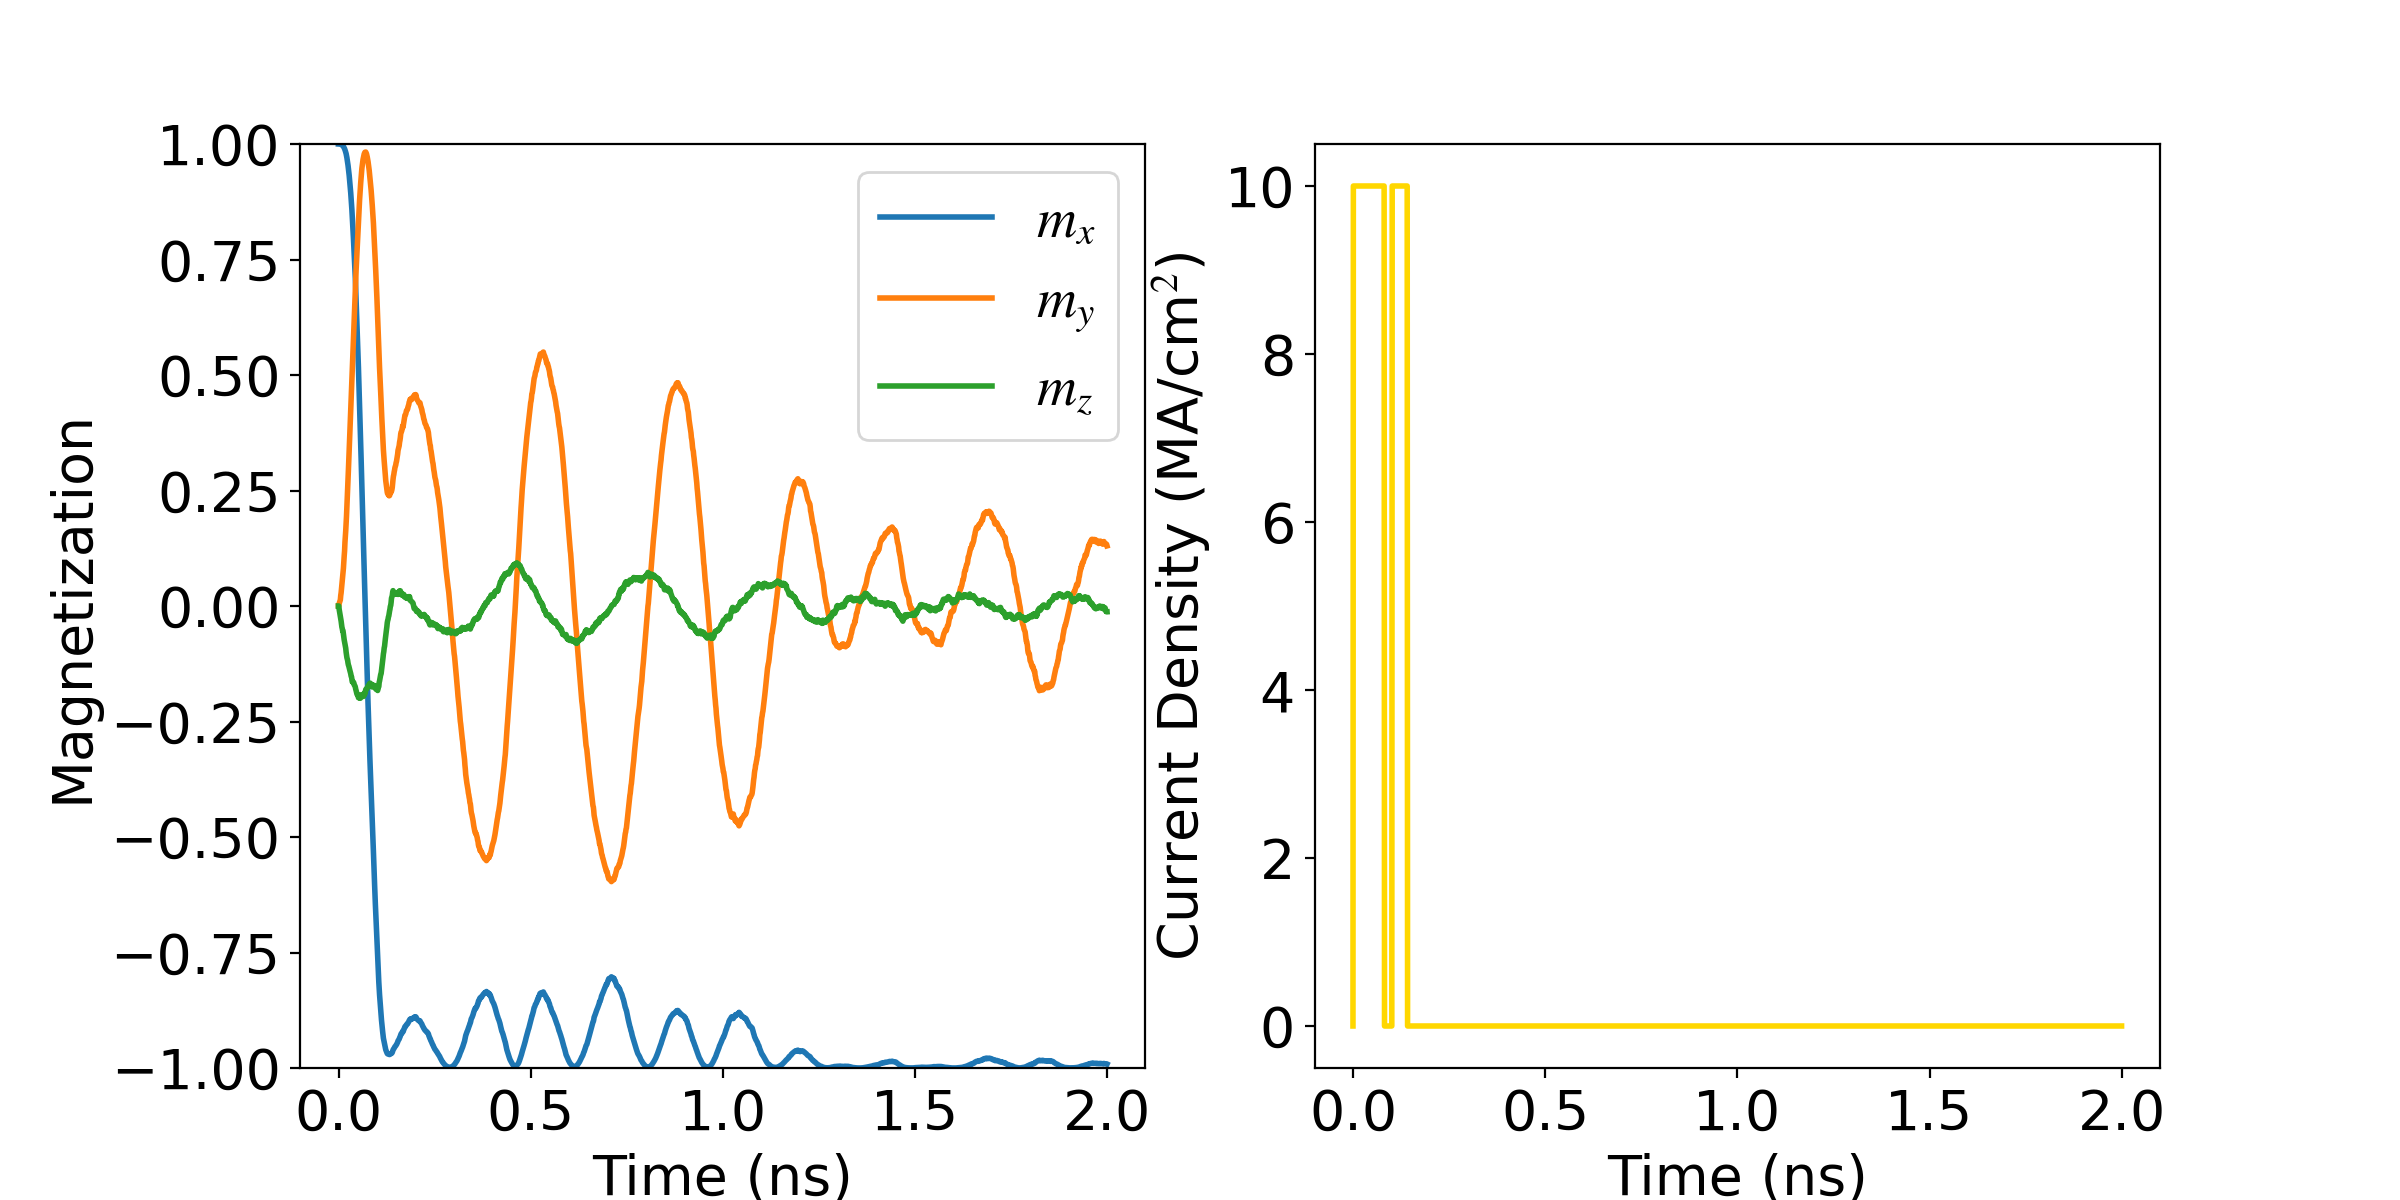 Magnetization
1.00
0.75
0.50
0.25
0.00
−0.25
−0.50
−0.75
−1.00
0.0 0.5 1.0 1.5 2.0
Time (ns)
m_x
m_y
m_z
Current Density (MA/cm²)
10
8
6
4
2
0
0.0 0.5 1.0 1.5 2.0
Time (ns)